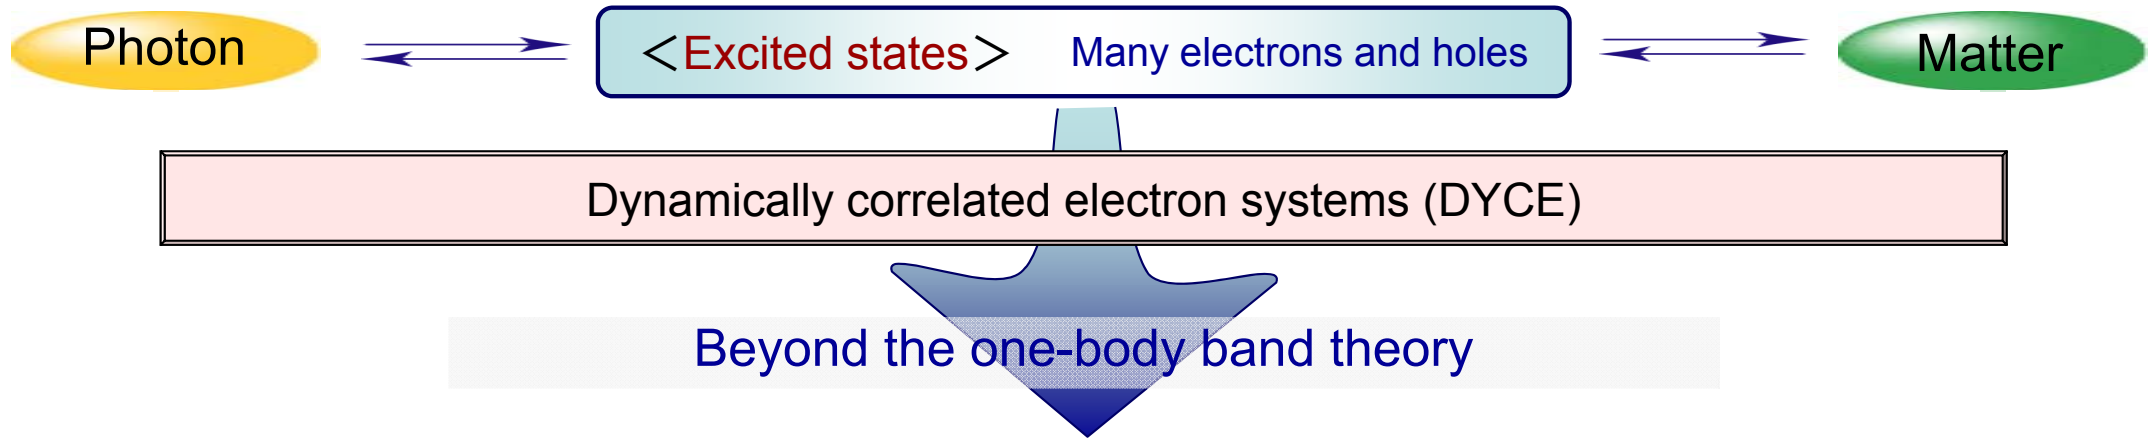 Photon
＜Excited states＞ Many electrons and holes
Matter
Dynamically correlated electron systems (DYCE)
Beyond the one-body band theory